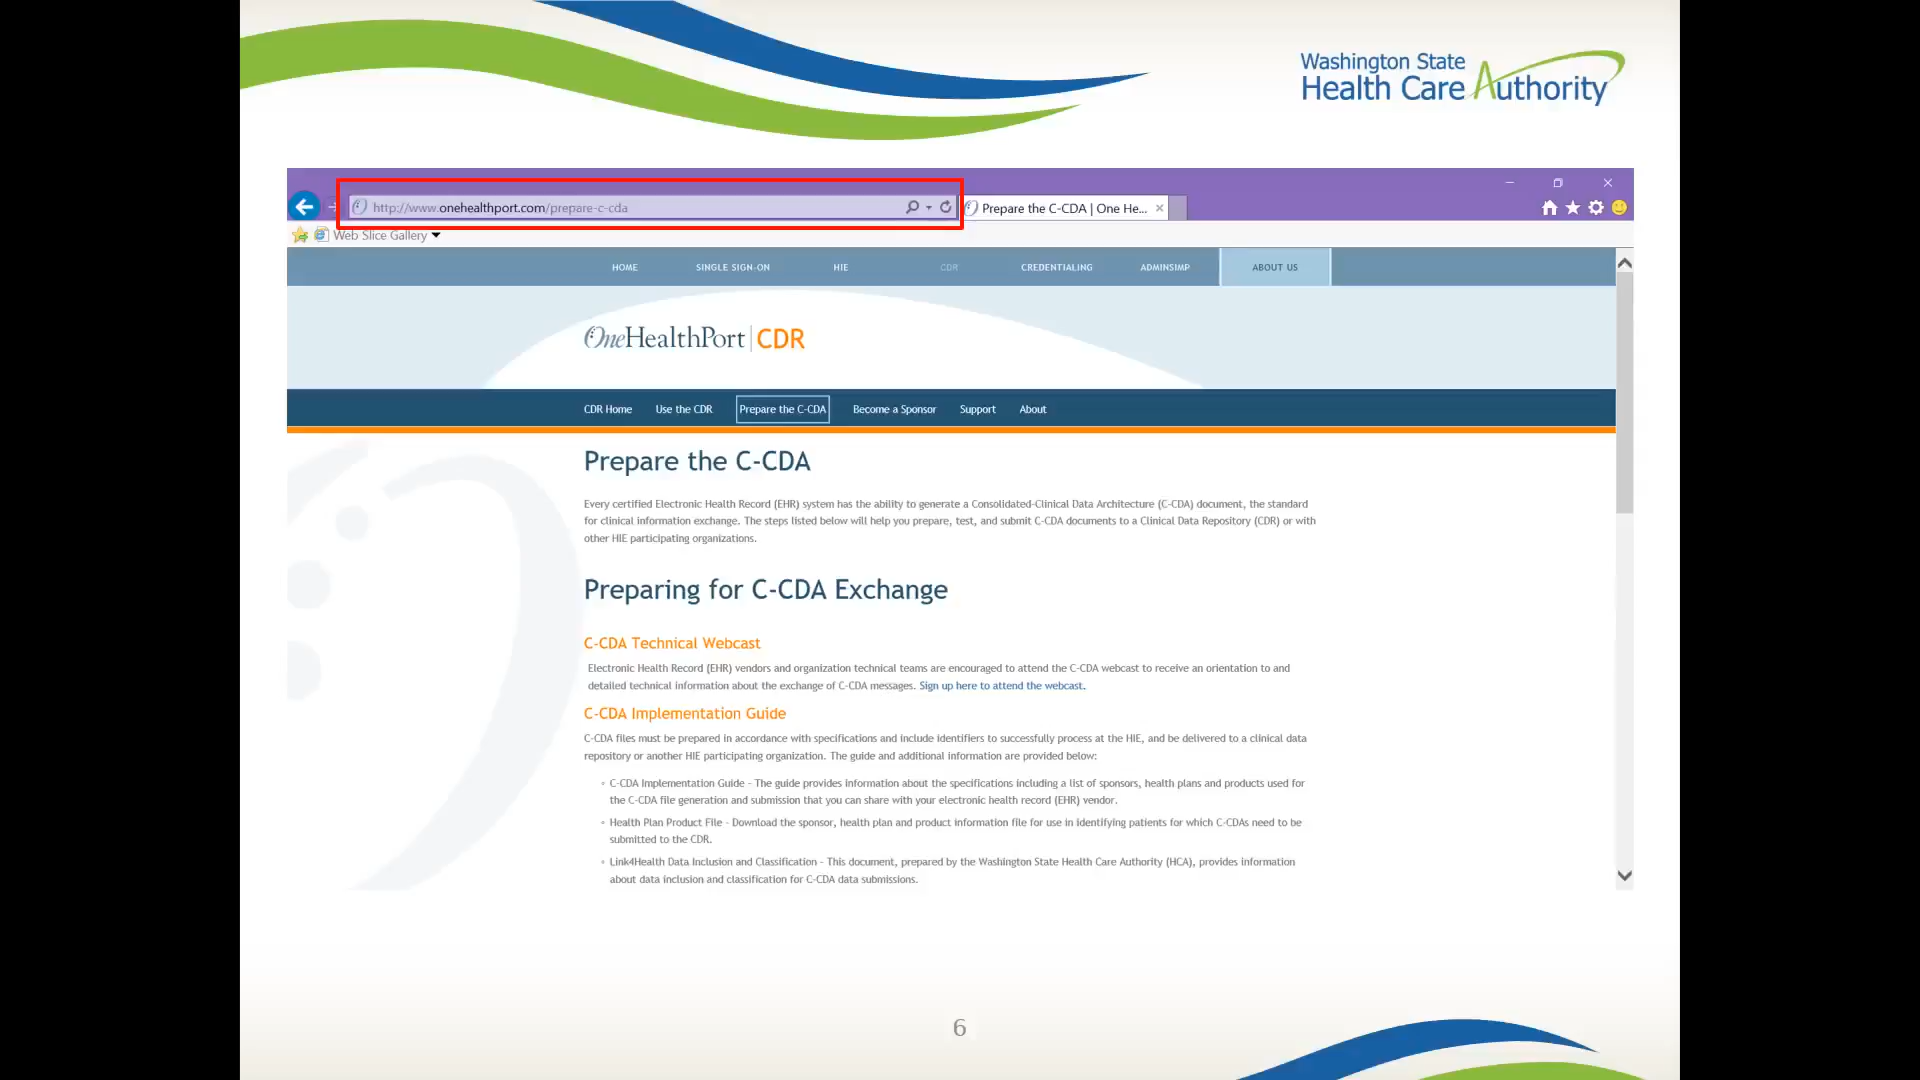 Washington State
Health Care Authority
http://www.onehealthport.com/prepare-c-cda
Prepare the C-CDA | One He...
Web Slice Gallery
HOME SINGLE SIGN-ON HIE CDR CREDENTIALING ADMINSIMP ABOUT US
OneHealthPort | CDR
CDR Home Use the CDR Prepare the C-CDA Become a Sponsor Support About
Prepare the C-CDA
Every certified Electronic Health Record (EHR) system has the ability to generate a Consolidated-Clinical Data Architecture (C-CDA) document, the standard
for clinical information exchange. The steps listed below will help you prepare, test, and submit C-CDA documents to a Clinical Data Repository (CDR) or with
other HIE participating organizations.
Preparing for C-CDA Exchange
C-CDA Technical Webcast
Electronic Health Record (EHR) vendors and organization technical teams are encouraged to attend the C-CDA webcast to receive an orientation to and
detailed technical information about the exchange of C-CDA messages. Sign up here to attend the webcast.
C-CDA Implementation Guide
C-CDA files must be prepared in accordance with specifications and include identifiers to successfully process at the HIE, and be delivered to a clinical data
repository or another HIE participating organization. The guide and additional information are provided below:
◦ C-CDA Implementation Guide - The guide provides information about the specifications including a list of sponsors, health plans and products used for
the C-CDA file generation and submission that you can share with your electronic health record (EHR) vendor.
◦ Health Plan Product File - Download the sponsor, health plan and product information file for use in identifying patients for which C-CDAs need to be
submitted to the CDR.
◦ Link4Health Data Inclusion and Classification - This document, prepared by the Washington State Health Care Authority (HCA), provides information
about data inclusion and classification for C-CDA data submissions.
6